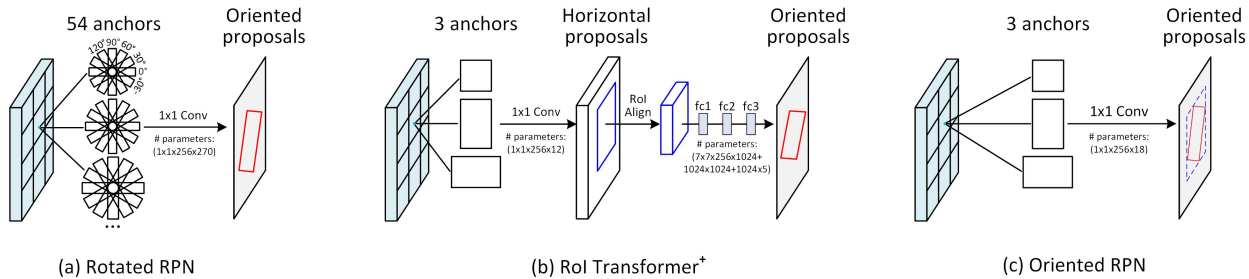 54 anchors
120° 90° 60° 30° 0° -30°
...
1x1 Conv
# parameters:
(1x1x256x270)
Oriented
proposals
(a) Rotated RPN
3 anchors
1x1 Conv
# parameters:
(1x1x256x12)
Horizontal
proposals
RoI
Align
fc1 fc2 fc3
# parameters:
(7x7x256x1024+
1024x1024+1024x5)
Oriented
proposals
(b) RoI Transformer⁺
3 anchors
1x1 Conv
# parameters:
(1x1x256x18)
Oriented
proposals
(c) Oriented RPN